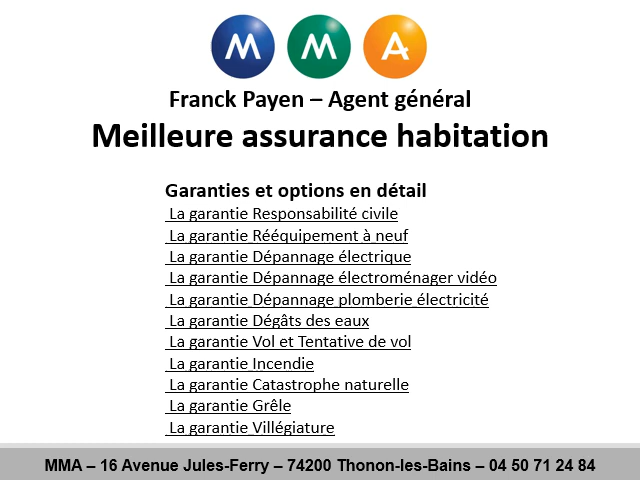 MMA
Franck Payen – Agent général
Meilleure assurance habitation
Garanties et options en détail
La garantie Responsabilité civile
La garantie Rééquipement à neuf
La garantie Dépannage électrique
La garantie Dépannage électroménager vidéo
La garantie Dépannage plomberie électricité
La garantie Dégâts des eaux
La garantie Vol et Tentative de vol
La garantie Incendie
La garantie Catastrophe naturelle
La garantie Grêle
La garantie Villégiature
MMA – 16 Avenue Jules-Ferry – 74200 Thonon-les-Bains – 04 50 71 24 84